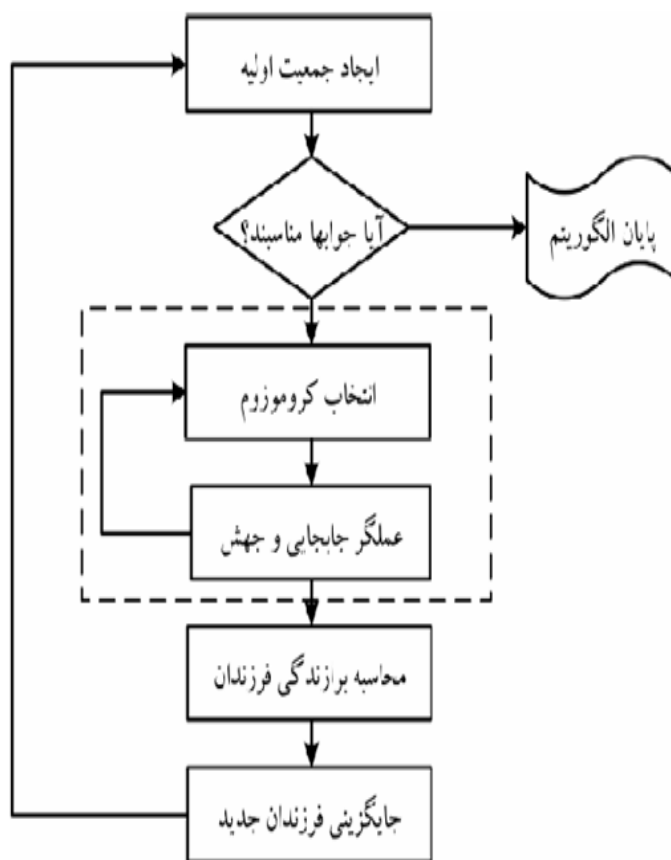 ایجاد جمعیت اولیه
آیا جوابها مناسبند؟
پایان الگوریتم
انتخاب کروموزوم
عملگر جابجایی و جهش
محاسبه برازندگی فرزندان
جایگزینی فرزندان جدید